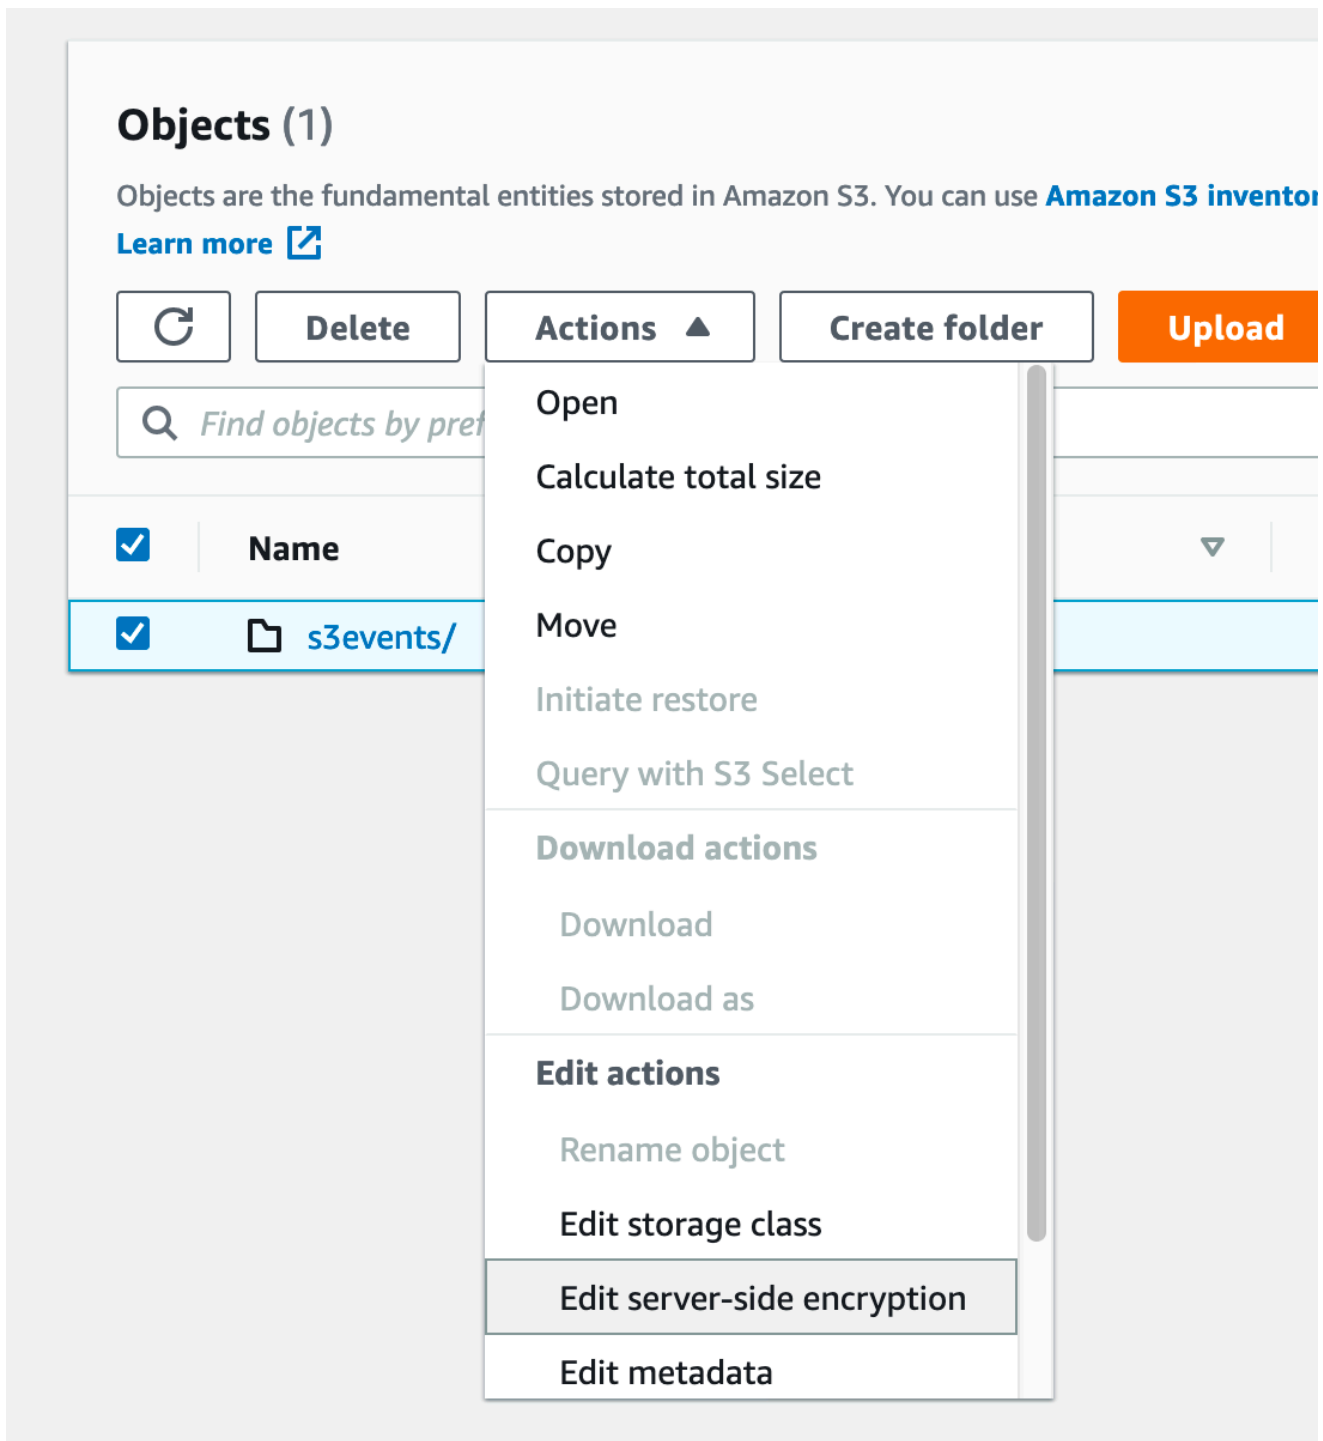 Objects (1)
Objects are the fundamental entities stored in Amazon S3. You can use Amazon S3
Learn more
Delete
Actions
Create folder
Upload
Find objects by
Open
Calculate total size
Copy
Name
Move
s3events/
Initiate restore
Query with S3 Select
Download actions
Download
Download as
Edit actions
Rename object
Edit storage class
Edit server-side encryption
Edit metadata